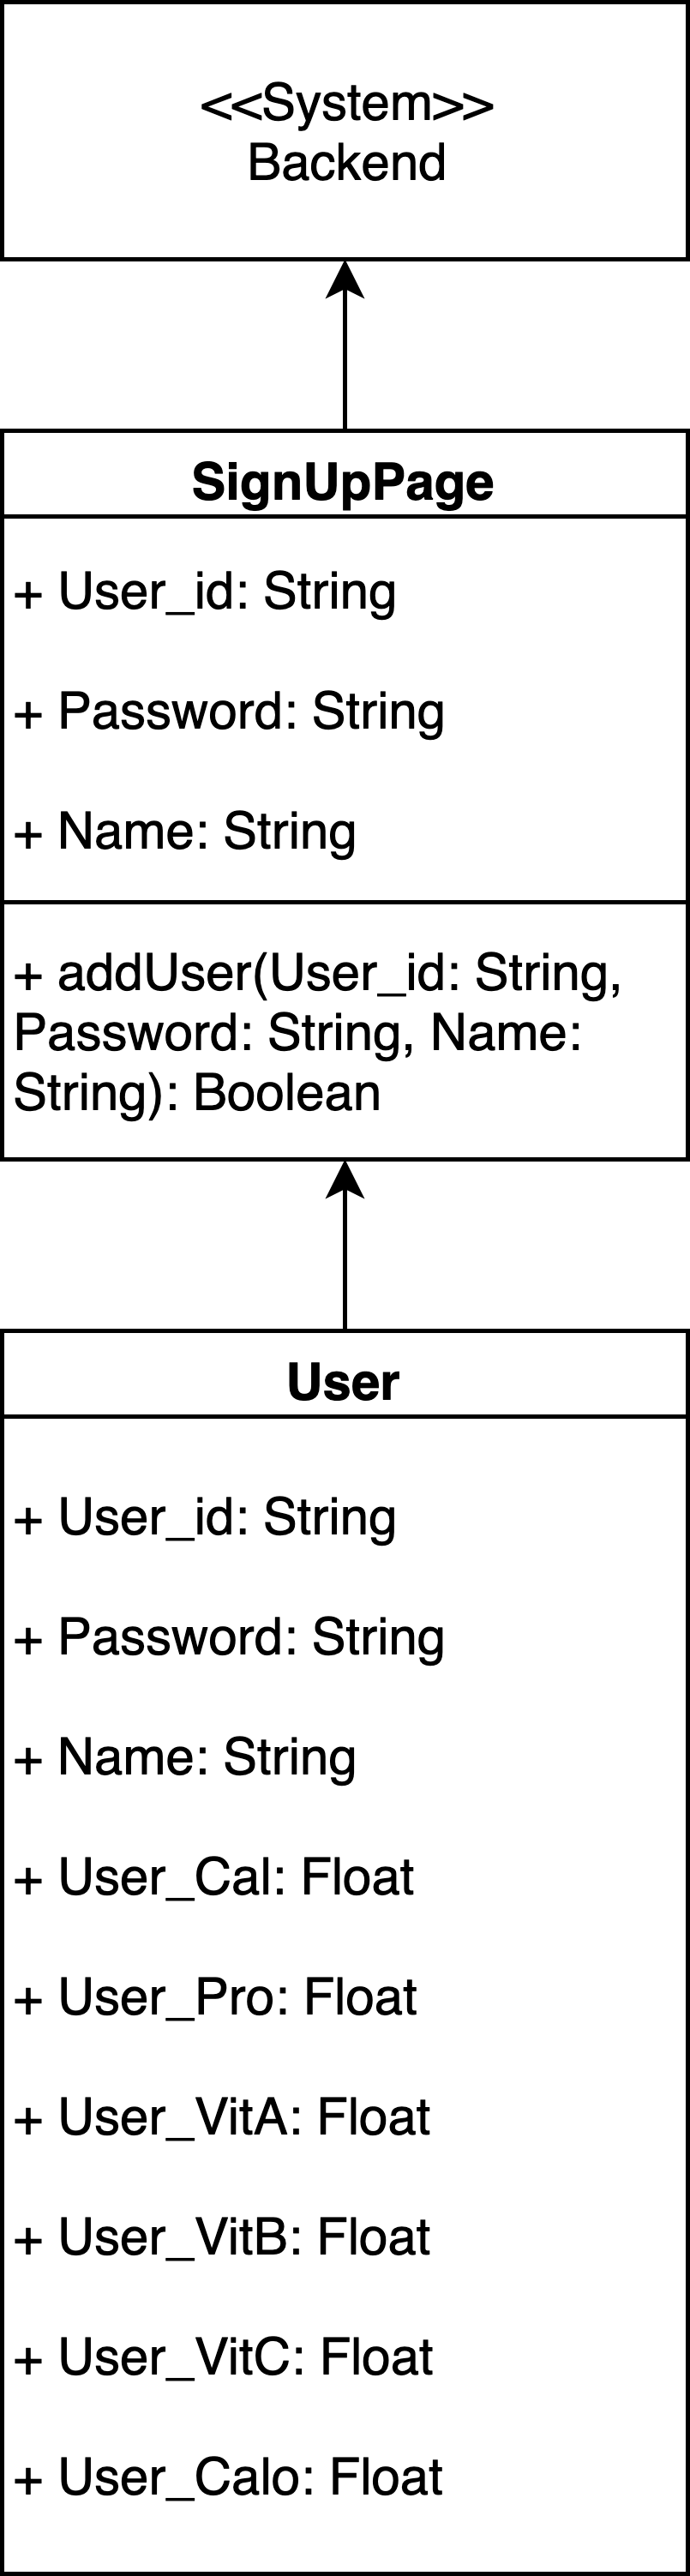 <<System>>
Backend
SignUpPage
+ User_id: String
+ Password: String
+ Name: String
+ addUser(User_id: String,
Password: String, Name:
String): Boolean
User
+ User_id: String
+ Password: String
+ Name: String
+ User_Cal: Float
+ User_Pro: Float
+ User_VitA: Float
+ User_VitB: Float
+ User_VitC: Float
+ User_Calo: Float